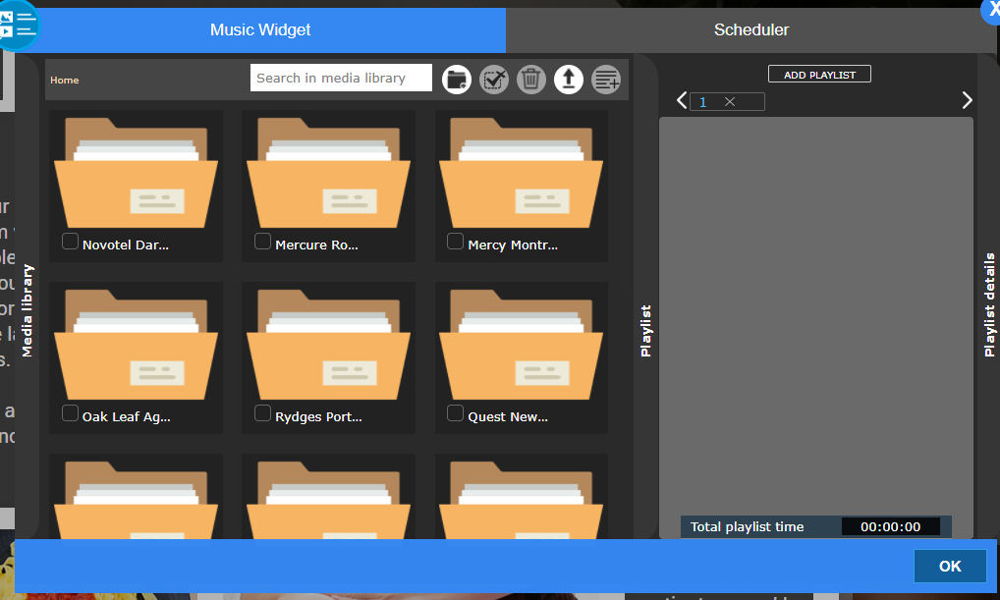 Music Widget
Scheduler
X
Home
Search in media library
ADD PLAYLIST
1
Novotel Dar...
Mercure Ro...
Mercy Montr...
Media library
Playlist
Playlist details
Oak Leaf Ag...
Rydges Port...
Quest New...
Total playlist time 00:00:00
OK